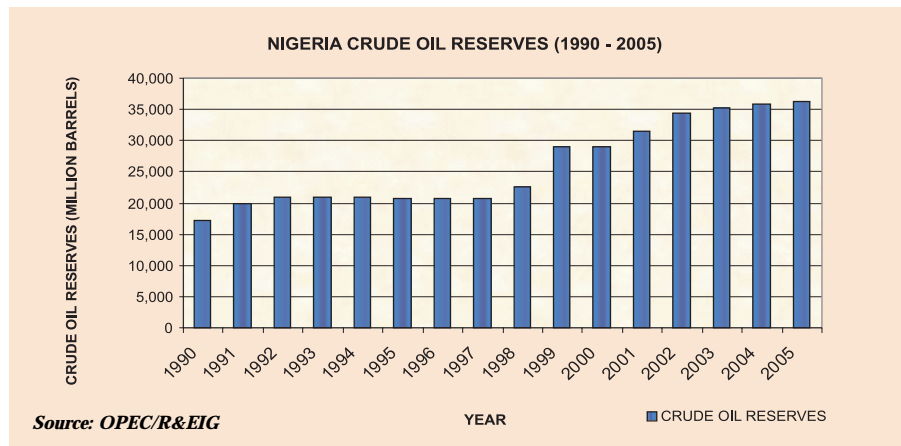 NIGERIA CRUDE OIL RESERVES (1990 - 2005)
CRUDE OIL RESERVES (MILLION BARRELS)
40,000
35,000
30,000
25,000
20,000
15,000
10,000
5,000
0
1990 1991 1992 1993 1994 1995 1996 1997 1998 1999 2000 2001 2002 2003 2004 2005
Source: OPEC/R&EIG
YEAR
CRUDE OIL RESERVES